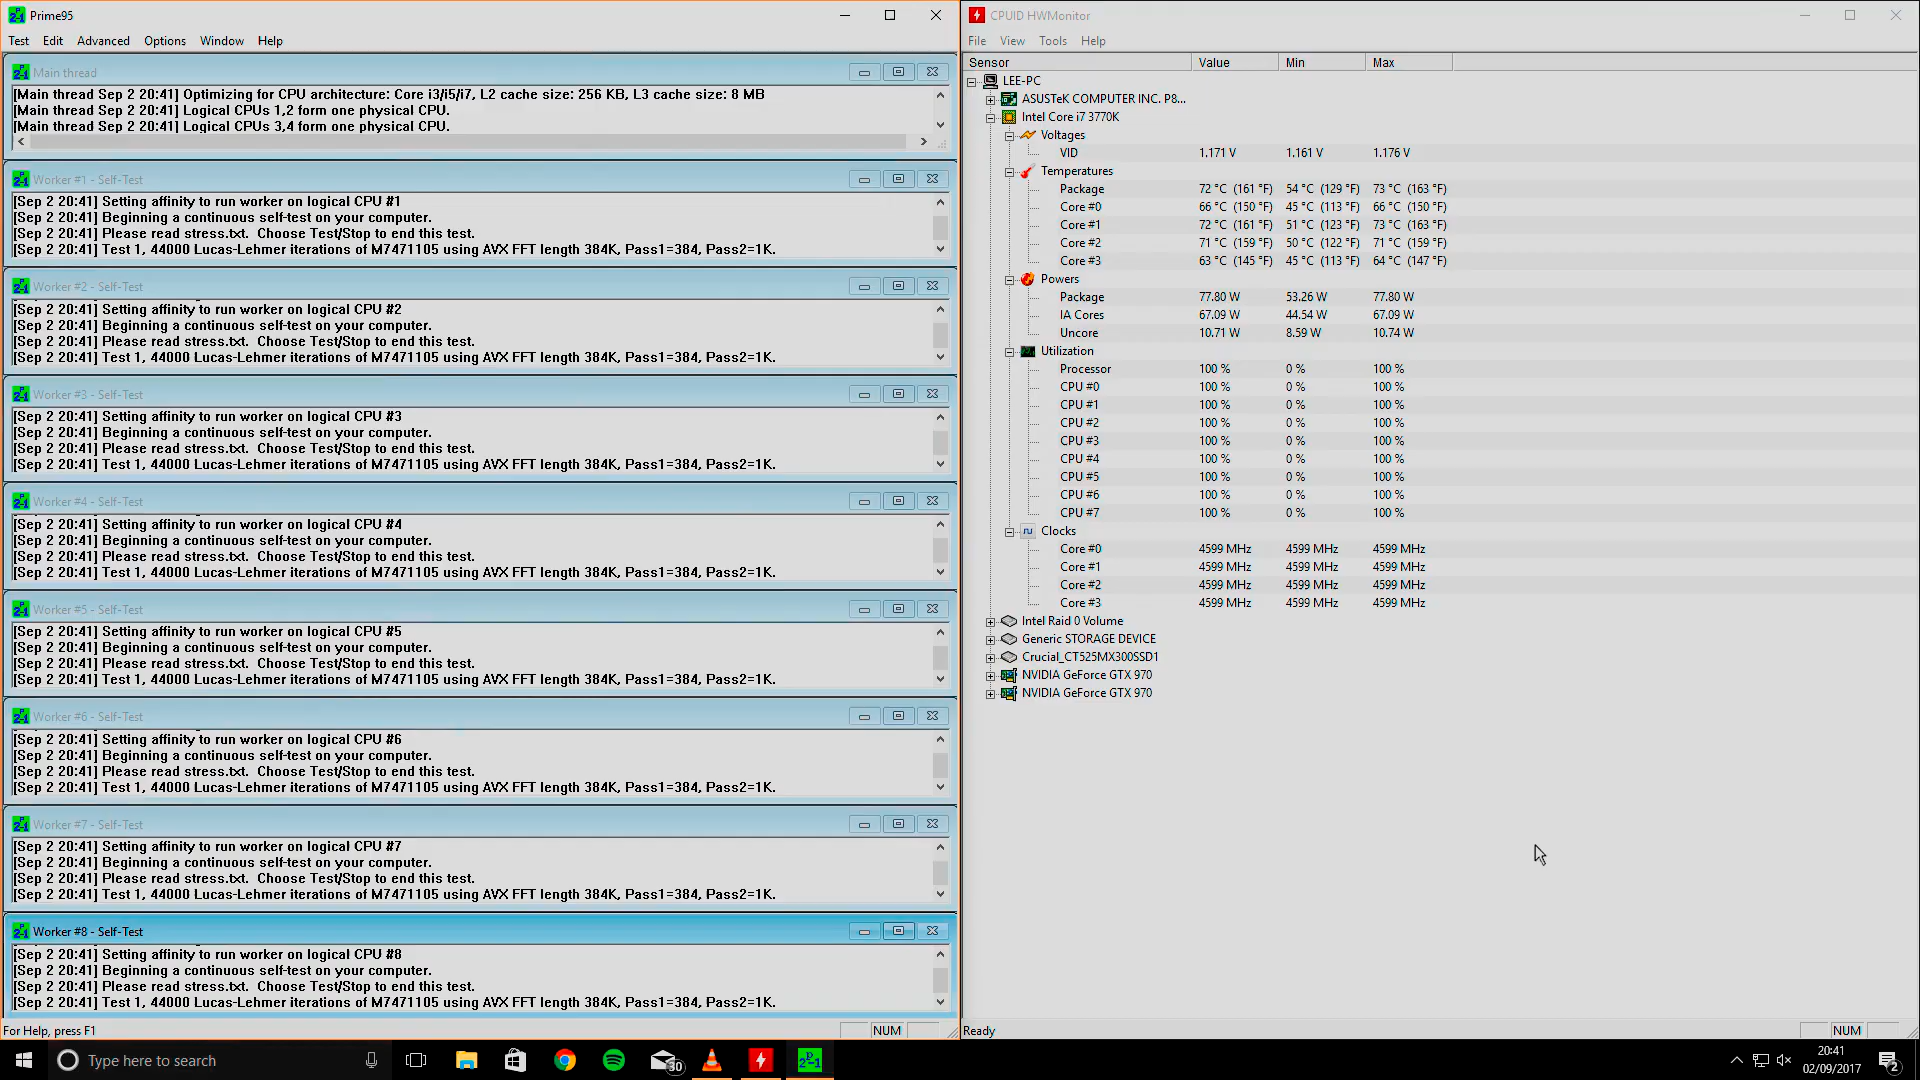 Prime95
Test Edit Advanced Options Window Help
Main thread
[Main thread Sep 2 20:41] Optimizing for CPU architecture: Core i3/i5/i7, L2 cache size: 256 KB, L3 cache size: 8 MB
[Main thread Sep 2 20:41] Logical CPUs 1,2 form one physical CPU.
[Main thread Sep 2 20:41] Logical CPUs 3,4 form one physical CPU.
Worker #1 - Self-Test
[Sep 2 20:41] Setting affinity to run worker on logical CPU #1
[Sep 2 20:41] Beginning a continuous self-test on your computer.
[Sep 2 20:41] Please read stress.txt. Choose Test/Stop to end this test.
[Sep 2 20:41] Test 1, 44000 Lucas-Lehmer iterations of M7471105 using AVX FFT length 384K, Pass1=384, Pass2=1K.
Worker #2 - Self-Test
[Sep 2 20:41] Setting affinity to run worker on logical CPU #2
[Sep 2 20:41] Beginning a continuous self-test on your computer.
[Sep 2 20:41] Please read stress.txt. Choose Test/Stop to end this test.
[Sep 2 20:41] Test 1, 44000 Lucas-Lehmer iterations of M7471105 using AVX FFT length 384K, Pass1=384, Pass2=1K.
Worker #3 - Self-Test
[Sep 2 20:41] Setting affinity to run worker on logical CPU #3
[Sep 2 20:41] Beginning a continuous self-test on your computer.
[Sep 2 20:41] Please read stress.txt. Choose Test/Stop to end this test.
[Sep 2 20:41] Test 1, 44000 Lucas-Lehmer iterations of M7471105 using AVX FFT length 384K, Pass1=384, Pass2=1K.
Worker #4 - Self-Test
[Sep 2 20:41] Setting affinity to run worker on logical CPU #4
[Sep 2 20:41] Beginning a continuous self-test on your computer.
[Sep 2 20:41] Please read stress.txt. Choose Test/Stop to end this test.
[Sep 2 20:41] Test 1, 44000 Lucas-Lehmer iterations of M7471105 using AVX FFT length 384K, Pass1=384, Pass2=1K.
Worker #5 - Self-Test
[Sep 2 20:41] Setting affinity to run worker on logical CPU #5
[Sep 2 20:41] Beginning a continuous self-test on your computer.
[Sep 2 20:41] Please read stress.txt. Choose Test/Stop to end this test.
[Sep 2 20:41] Test 1, 44000 Lucas-Lehmer iterations of M7471105 using AVX FFT length 384K, Pass1=384, Pass2=1K.
Worker #6 - Self-Test
[Sep 2 20:41] Setting affinity to run worker on logical CPU #6
[Sep 2 20:41] Beginning a continuous self-test on your computer.
[Sep 2 20:41] Please read stress.txt. Choose Test/Stop to end this test.
[Sep 2 20:41] Test 1, 44000 Lucas-Lehmer iterations of M7471105 using AVX FFT length 384K, Pass1=384, Pass2=1K.
Worker #7 - Self-Test
[Sep 2 20:41] Setting affinity to run worker on logical CPU #7
[Sep 2 20:41] Beginning a continuous self-test on your computer.
[Sep 2 20:41] Please read stress.txt. Choose Test/Stop to end this test.
[Sep 2 20:41] Test 1, 44000 Lucas-Lehmer iterations of M7471105 using AVX FFT length 384K, Pass1=384, Pass2=1K.
Worker #8 - Self-Test
[Sep 2 20:41] Setting affinity to run worker on logical CPU #8
[Sep 2 20:41] Beginning a continuous self-test on your computer.
[Sep 2 20:41] Please read stress.txt. Choose Test/Stop to end this test.
[Sep 2 20:41] Test 1, 44000 Lucas-Lehmer iterations of M7471105 using AVX FFT length 384K, Pass1=384, Pass2=1K.
For Help, press F1 NUM
CPUID HWMonitor
File View Tools Help
Sensor Value Min Max
LEE-PC
ASUSTeK COMPUTER INC. P8...
Intel Core i7 3770K
Voltages
VID 1.171 V 1.161 V 1.176 V
Temperatures
Package 72 °C (161 °F) 54 °C (129 °F) 73 °C (163 °F)
Core #0 66 °C (150 °F) 45 °C (113 °F) 66 °C (150 °F)
Core #1 72 °C (161 °F) 51 °C (123 °F) 73 °C (163 °F)
Core #2 71 °C (159 °F) 50 °C (122 °F) 71 °C (159 °F)
Core #3 63 °C (145 °F) 45 °C (113 °F) 64 °C (147 °F)
Powers
Package 77.80 W 53.26 W 77.80 W
IA Cores 67.09 W 44.54 W 67.09 W
Uncore 10.71 W 8.59 W 10.74 W
Utilization
Processor 100 % 0 % 100 %
CPU #0 100 % 0 % 100 %
CPU #1 100 % 0 % 100 %
CPU #2 100 % 0 % 100 %
CPU #3 100 % 0 % 100 %
CPU #4 100 % 0 % 100 %
CPU #5 100 % 0 % 100 %
CPU #6 100 % 0 % 100 %
CPU #7 100 % 0 % 100 %
Clocks
Core #0 4599 MHz 4599 MHz 4599 MHz
Core #1 4599 MHz 4599 MHz 4599 MHz
Core #2 4599 MHz 4599 MHz 4599 MHz
Core #3 4599 MHz 4599 MHz 4599 MHz
Intel Raid 0 Volume
Generic STORAGE DEVICE
Crucial_CT525MX300SSD1
NVIDIA GeForce GTX 970
NVIDIA GeForce GTX 970
Ready NUM
Type here to search
30
20:41
02/09/2017
2